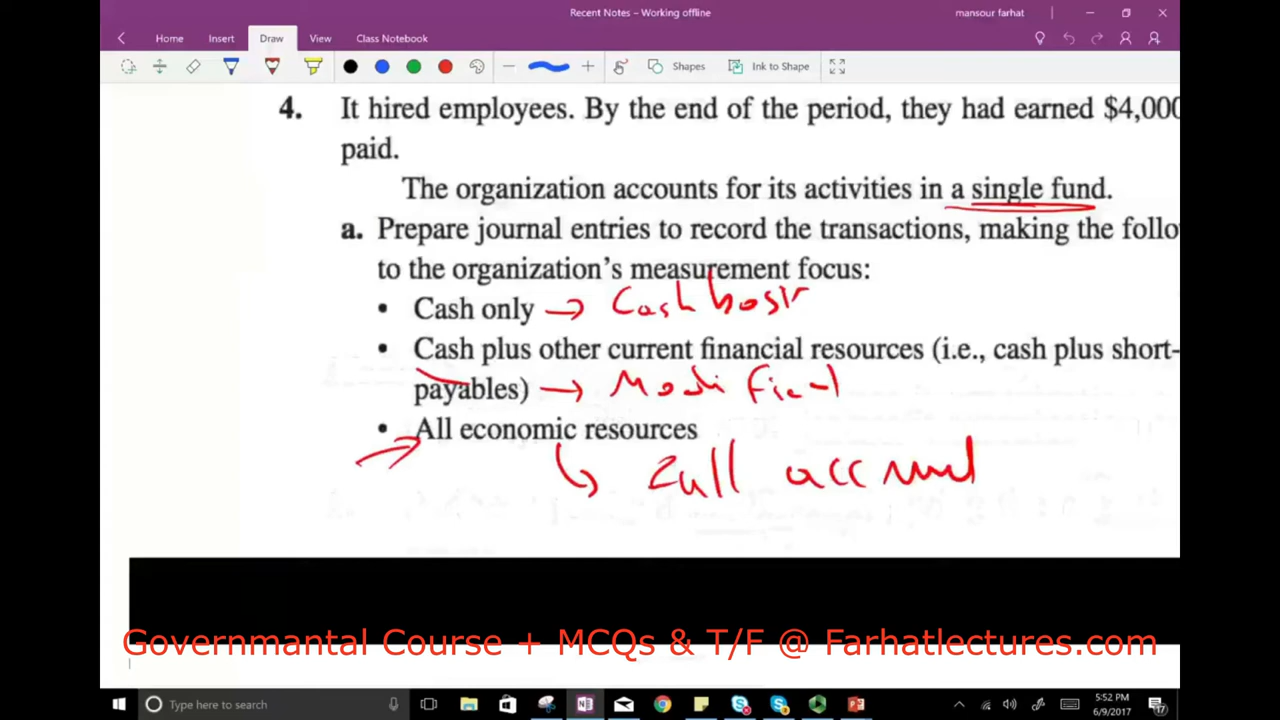 Recent Notes – Working offline
mansour farhat
Home Insert Draw View Class Notebook
Shapes Ink to Shape
4. It hired employees. By the end of the period, they had earned $4,000
paid.
The organization accounts for its activities in a single fund.
a. Prepare journal entries to record the transactions, making the follo
to the organization's measurement focus:
• Cash only → Cash basis
• Cash plus other current financial resources (i.e., cash plus short-
payables) → Modified
• All economic resources
Full accrual
Governmantal Course + MCQs & T/F @ Farhatlectures.com
Type here to search
5:52 PM
6/9/2017
17